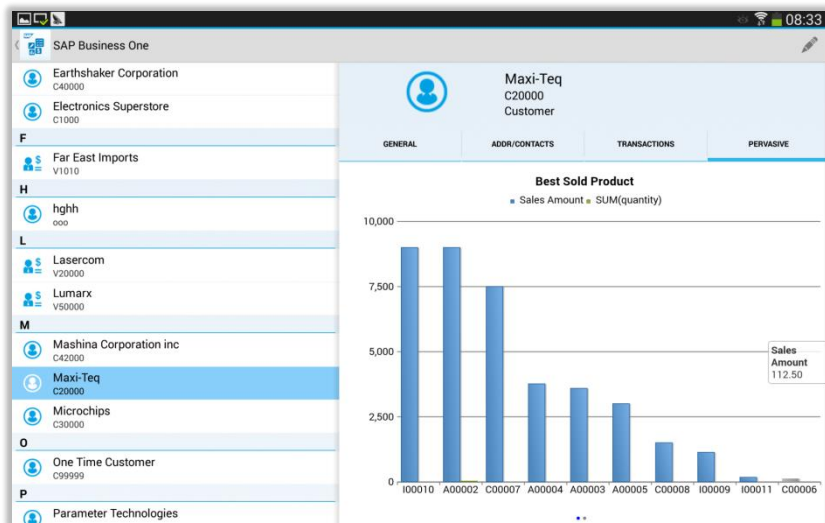 08:33
SAP Business One
Earthshaker Corporation
C40000
Electronics Superstore
C1000
F
Far East Imports
V1010
H
hghh
ooo
L
Lasercom
V20000
Lumarx
V50000
M
Mashina Corporation inc
C42000
Maxi-Teq
C20000
Microchips
C30000
O
One Time Customer
C99999
P
Parameter Technologies
Maxi-Teq
C20000
Customer
GENERAL ADDR/CONTACTS TRANSACTIONS PERVASIVE
Best Sold Product
Sales Amount SUM(quantity)
10,000
7,500
5,000
2,500
0
Sales
Amount
112.50
I00010 A00002 C00007 A00004 A00003 A00005 C00008 I00009 I00011 C00006